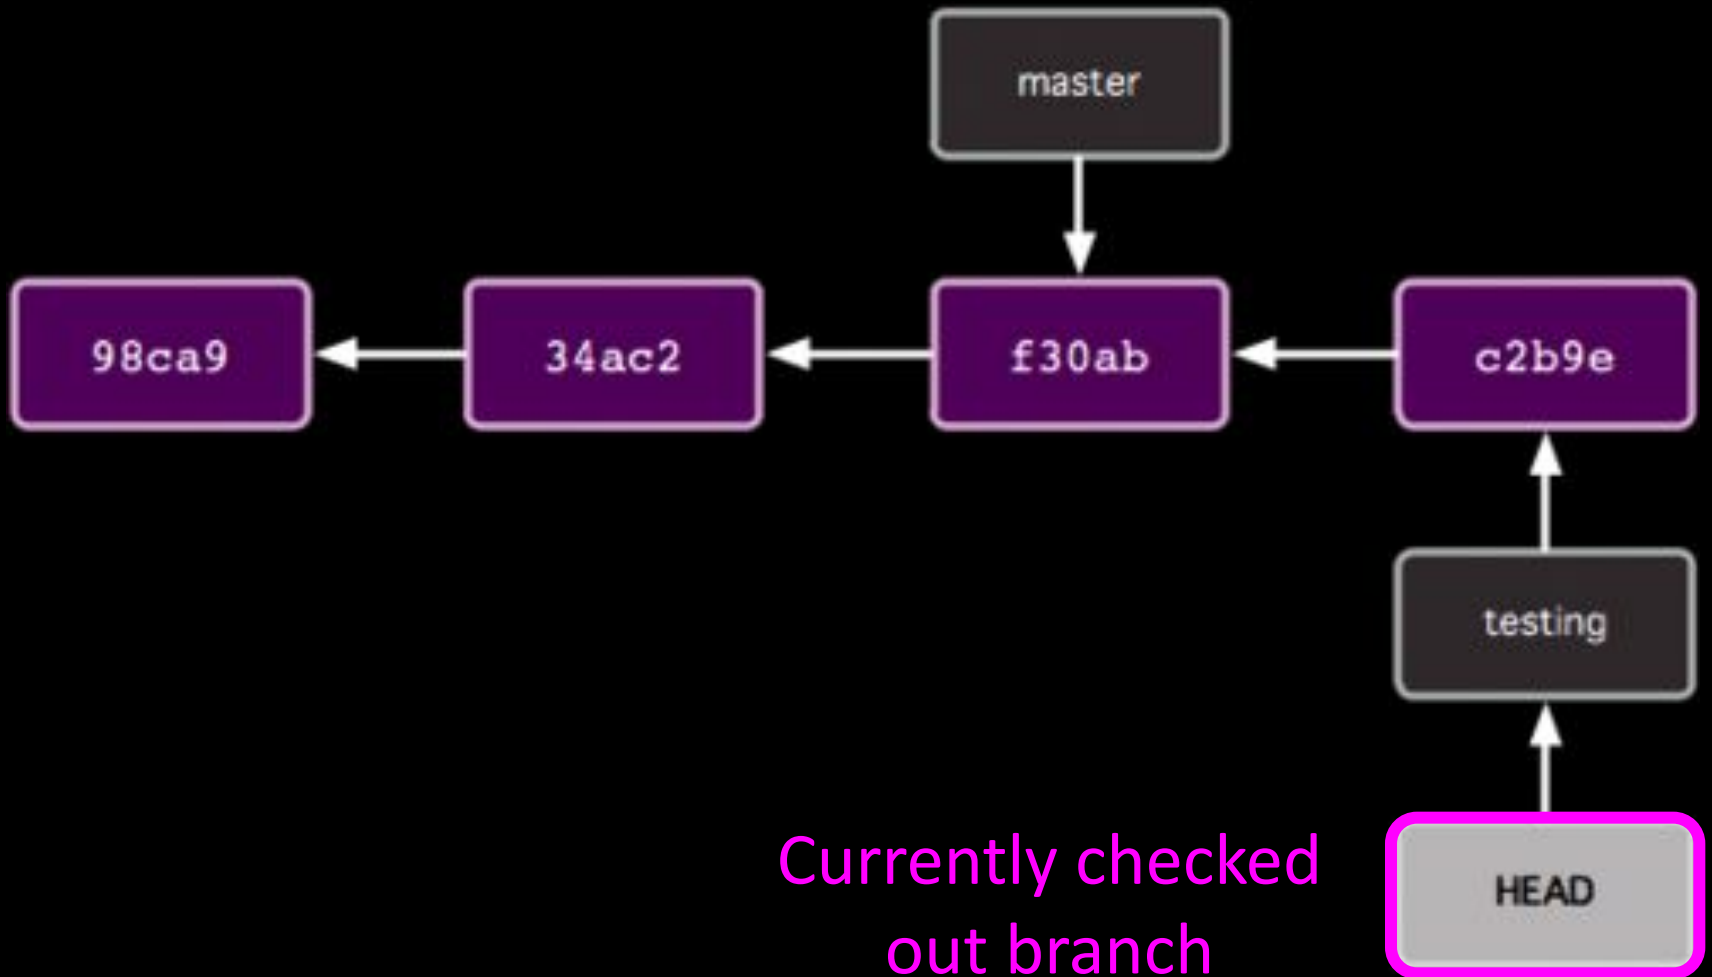 master
98ca9
34ac2
f30ab
c2b9e
testing
Currently checked
out branch
HEAD